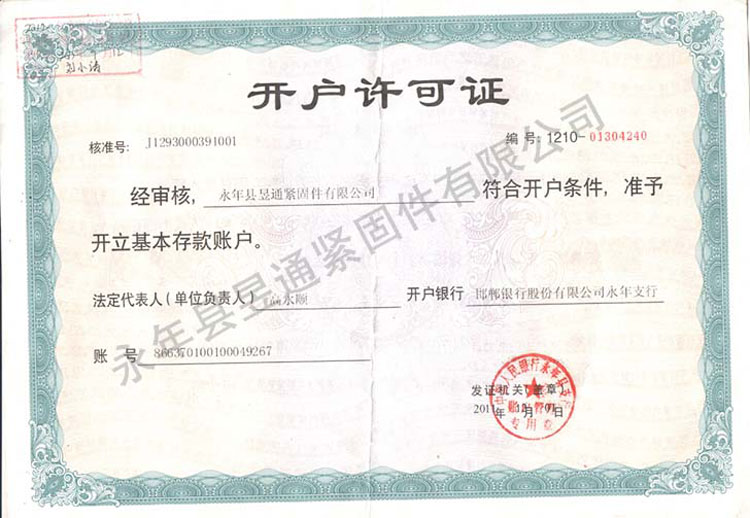 开户许可证
核准号: J1293000391001 编号: 1210-01304240
经审核, 永年县昱通紧固件有限公司 符合开户条件, 准予
开立基本存款账户。
法定代表人(单位负责人) 高永顺 开户银行 邯郸银行股份有限公司永年支行
账 号 866370100100049267
发证机关(盖章)
年 月 日
专用章
永年县昱通紧固件有限公司